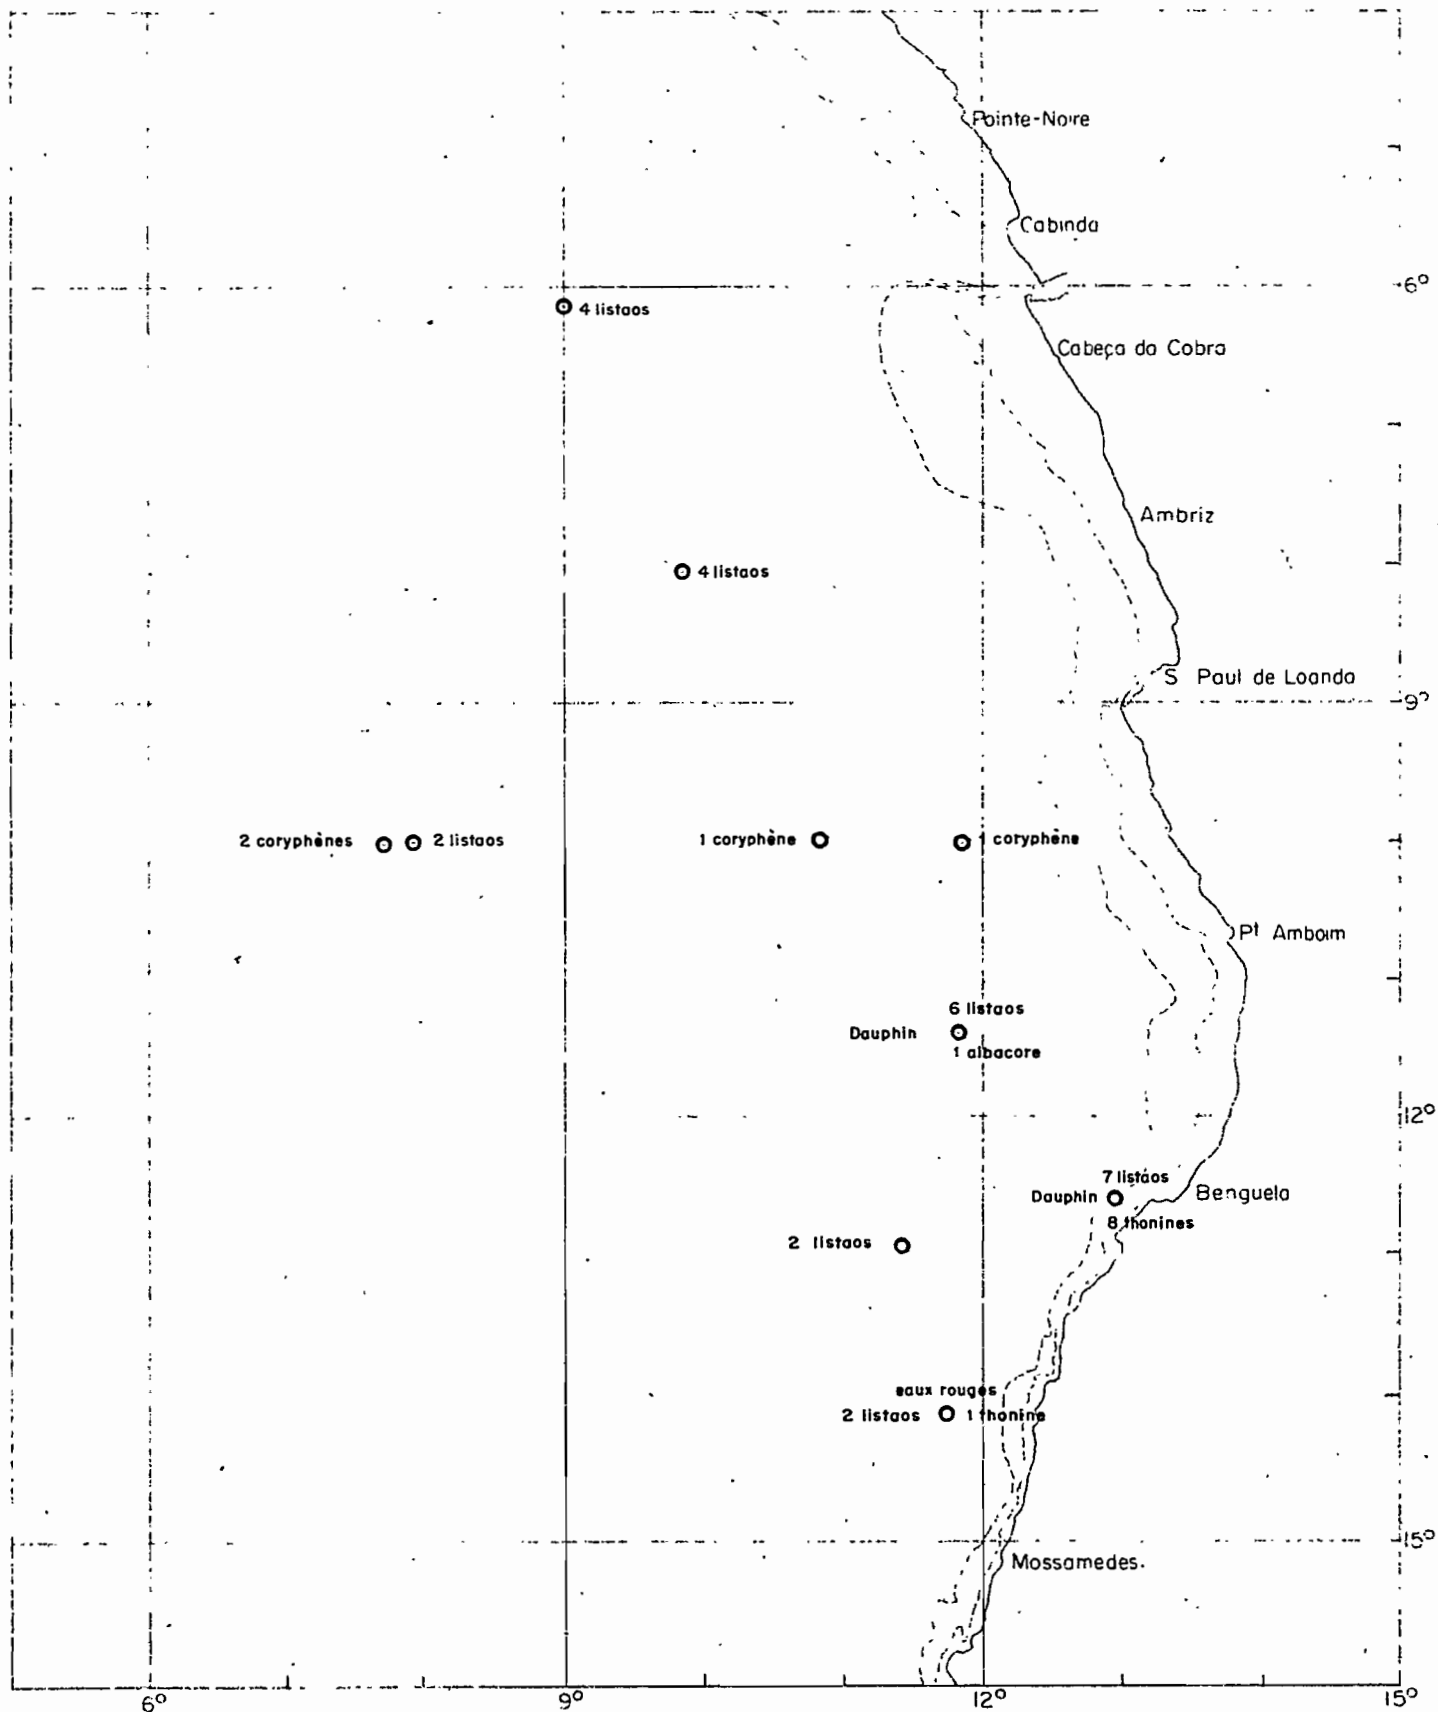 Pointe-Noire
Cabinda
6°
4 listaos
Cabeça da Cobra
Ambriz
4 listaos
S Paul de Loanda
9°
2 coryphènes
2 listaos
1 coryphène
1 coryphène
Pt Amboim
6 listaos
Dauphin
1 albacore
12°
7 listaos
Dauphin
Benguela
8 thonines
2 listaos
eaux rouges
2 listaos
1 thonine
15°
Mossamedes.
6°
9°
12°
15°